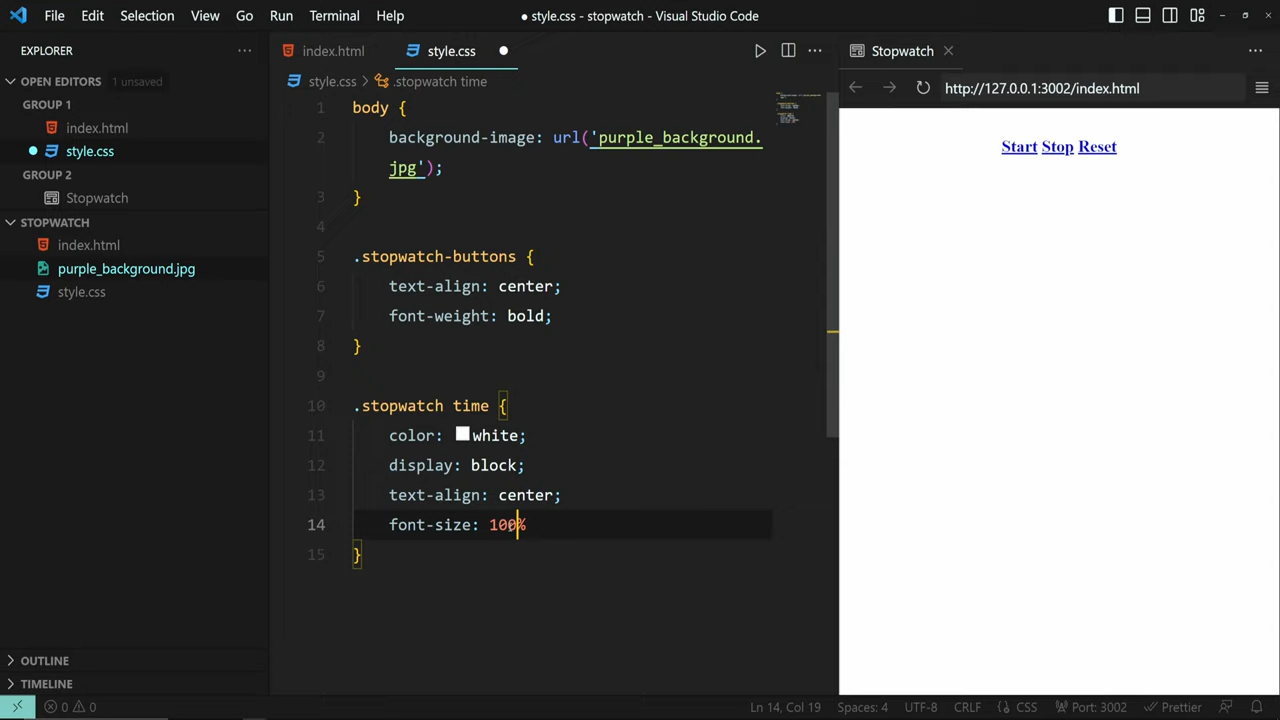 File Edit Selection View Go Run Terminal Help
● style.css - stopwatch - Visual Studio Code
EXPLORER
OPEN EDITORS 1 unsaved
GROUP 1
index.html
style.css
GROUP 2
Stopwatch
STOPWATCH
index.html
purple_background.jpg
style.css
OUTLINE
TIMELINE
index.html style.css
style.css > .stopwatch time
1 body {
2 background-image: url('purple_background.
jpg');
3 }
4
5 .stopwatch-buttons {
6 text-align: center;
7 font-weight: bold;
8 }
9
10 .stopwatch time {
11 color: white;
12 display: block;
13 text-align: center;
14 font-size: 100%
15 }
Stopwatch
http://127.0.0.1:3002/index.html
Start Stop Reset
0 0 Ln 14, Col 19 Spaces: 4 UTF-8 CRLF CSS Port: 3002 Prettier